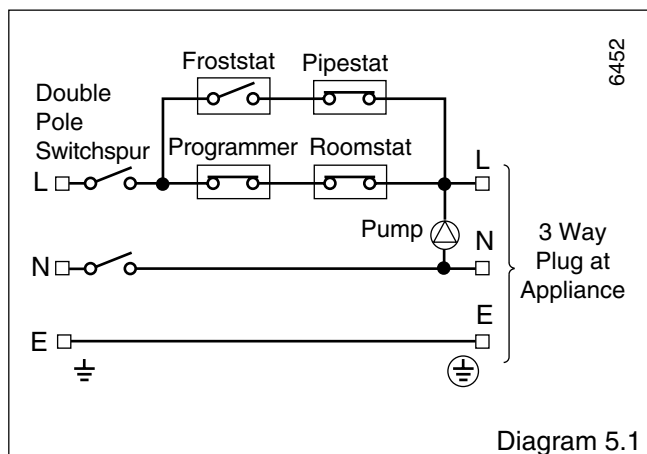 6452
Froststat
Pipestat
Double
Pole
Switchspur
Programmer
Roomstat
L
L
Pump
N
N
3 Way
Plug at
Appliance
E
E
Diagram 5.1